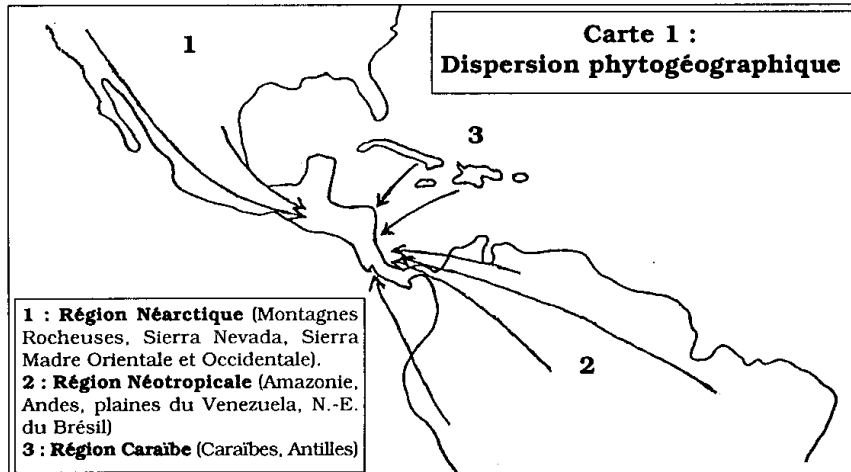 Carte 1 :
Dispersion phytogéographique
1
3
2
1 : Région Néarctique (Montagnes
Rocheuses, Sierra Nevada, Sierra
Madre Orientale et Occidentale).
2 : Région Néotropicale (Amazonie,
Andes, plaines du Venezuela, N.-E.
du Brésil)
3 : Région Caraïbe (Caraïbes, Antilles)